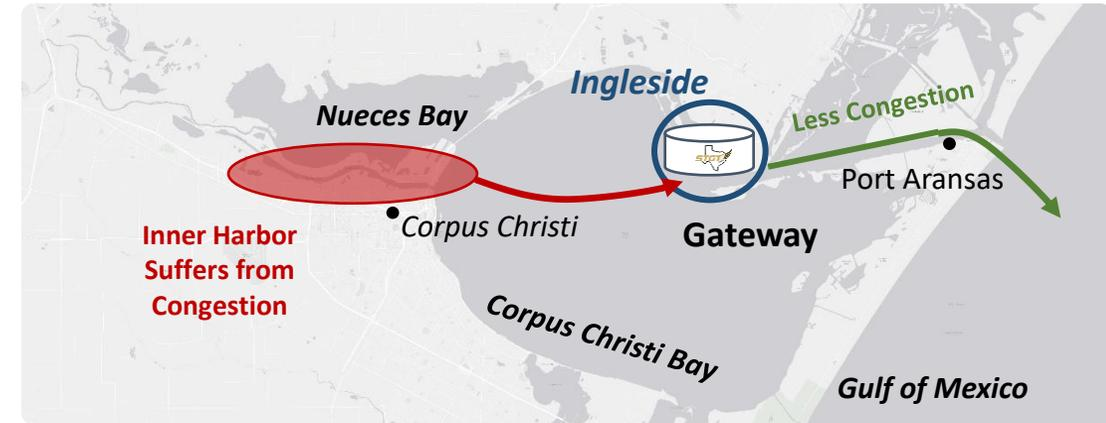 Ingleside
Less Congestion
Nueces Bay
STGT
Port Aransas
Corpus Christi
Gateway
Inner Harbor
Suffers from
Congestion
Corpus Christi Bay
Gulf of Mexico